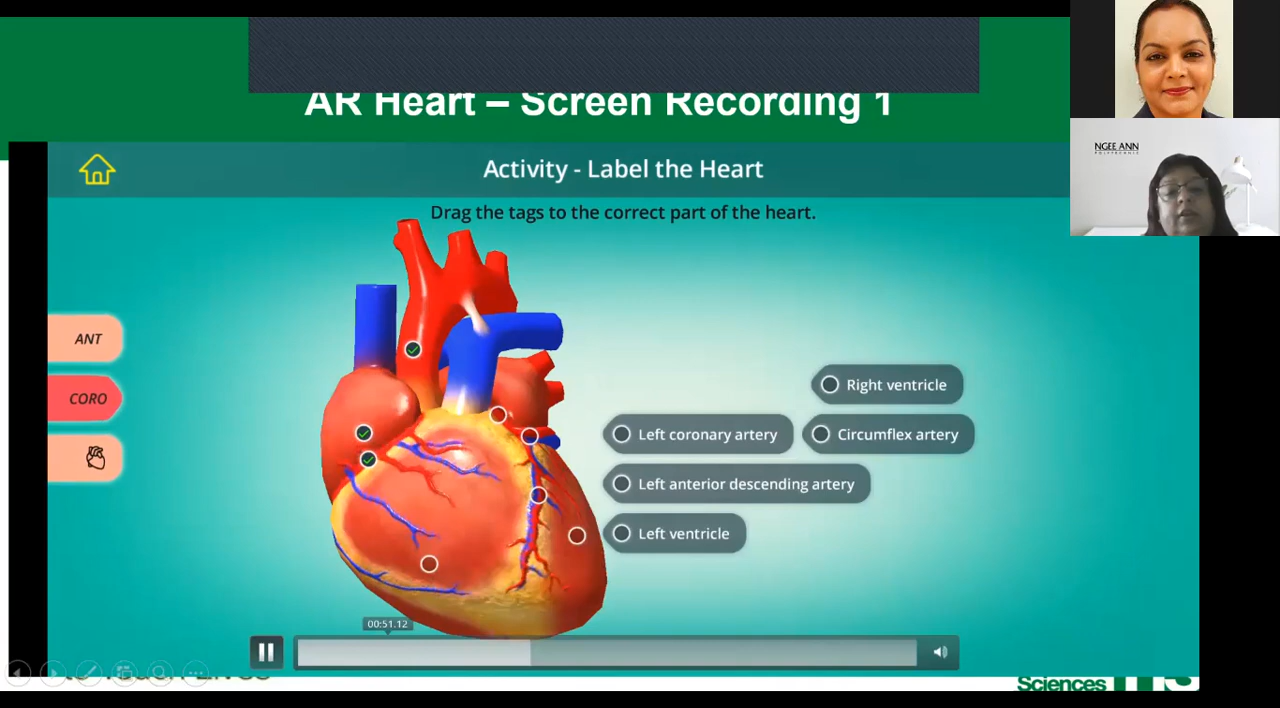 AR Heart – Screen Recording 1
NGEE ANN
Activity - Label the Heart
Drag the tags to the correct part of the heart.
ANT
CORO
Right ventricle
Left coronary artery
Circumflex artery
Left anterior descending artery
Left ventricle
00:51.12
Sciences